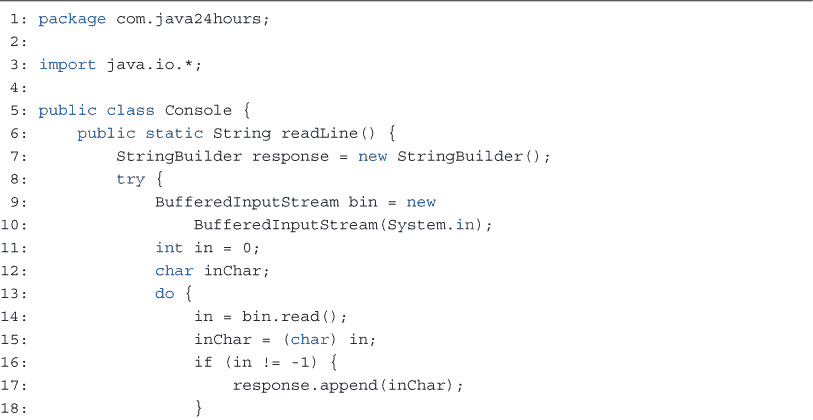 1: package com.java24hours;
2:
3: import java.io.*;
4:
5: public class Console {
6:     public static String readLine() {
7:         StringBuilder response = new StringBuilder();
8:         try {
9:             BufferedInputStream bin = new
10:                 BufferedInputStream(System.in);
11:             int in = 0;
12:             char inChar;
13:             do {
14:                 in = bin.read();
15:                 inChar = (char) in;
16:                 if (in != -1) {
17:                     response.append(inChar);
18:                 }